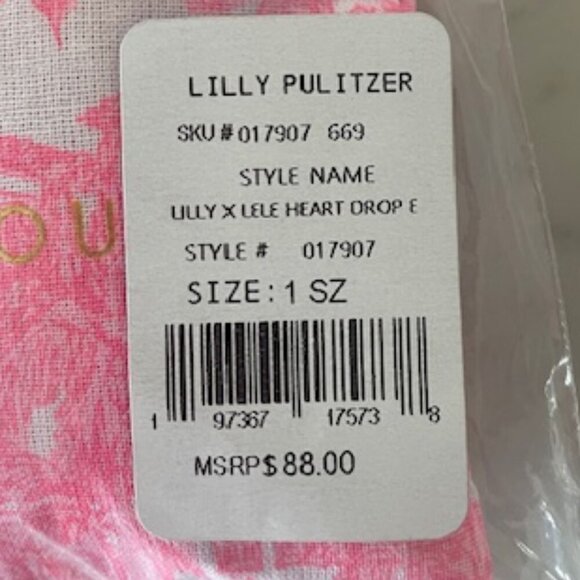 LILLY PULITZER
SKU # 017907 669
STYLE NAME
LILLY X LELE HEART DROP E
STYLE # 017907
SIZE: 1 SZ
1 97367 17573 8
MSRP$ 88.00
OU